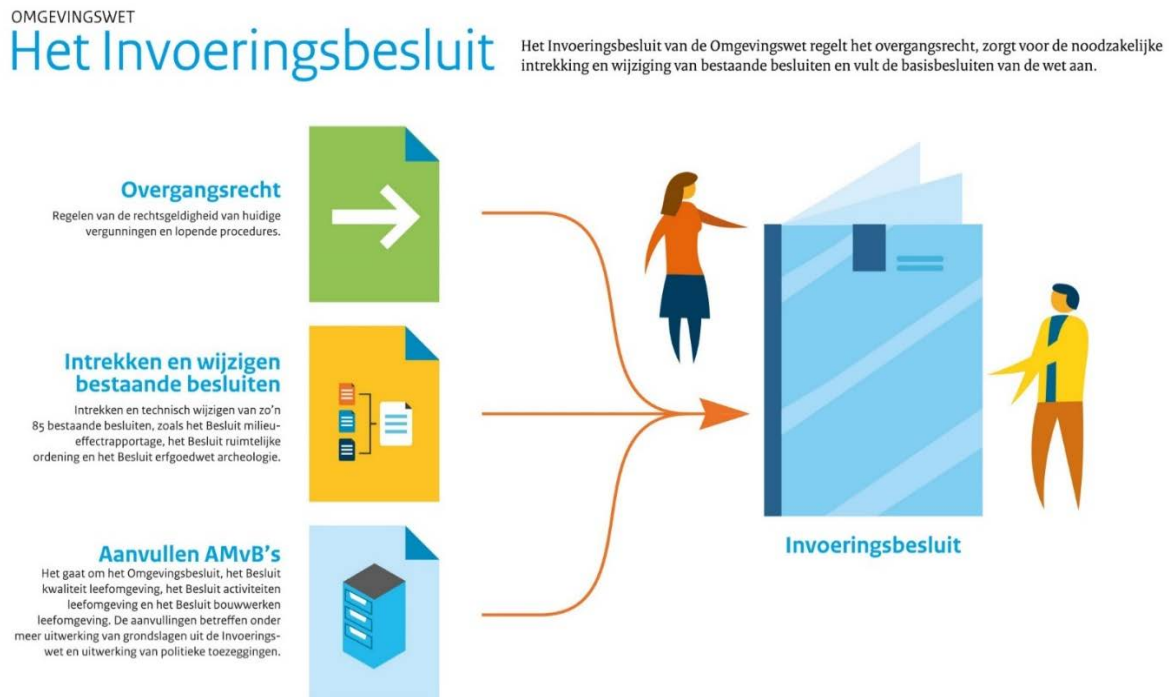 OMGEVINGSWET
Het Invoeringsbesluit
Het Invoeringsbesluit van de Omgevingswet regelt het overgangsrecht, zorgt voor de noodzakelijke
intrekking en wijziging van bestaande besluiten en vult de basisbesluiten van de wet aan.
Overgangsrecht
Regelen van de rechtsgeldigheid van huidige
vergunningen en lopende procedures.
Intrekken en wijzigen
bestaande besluiten
Intrekken en technisch wijzigen van zo'n
85 bestaande besluiten, zoals het Besluit milieu-
effectrapportage, het Besluit ruimtelijke
ordening en het Besluit erfgoedwet archeologie.
Aanvullen AMvB's
Het gaat om het Omgevingsbesluit, het Besluit
kwaliteit leefomgeving, het Besluit activiteiten
leefomgeving en het Besluit bouwwerken
leefomgeving. De aanvullingen betreffen onder
meer uitwerking van grondslagen uit de Invoerings-
wet en uitwerking van politieke toezeggingen.
Invoeringsbesluit